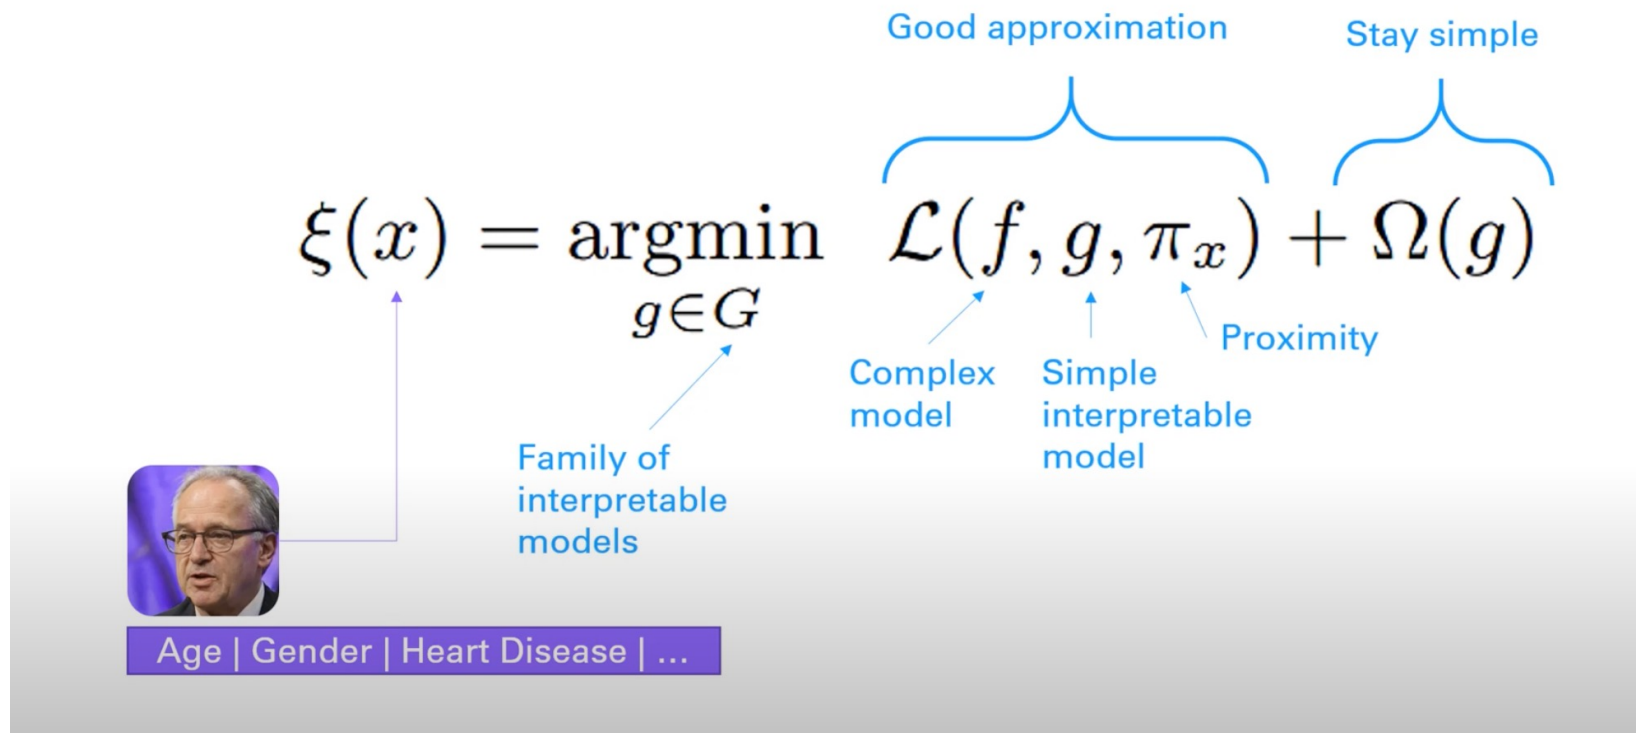 Good approximation
Stay simple
ξ(x) = argmin ℒ(f, g, πₓ) + Ω(g)
g∈G
Proximity
Complex
model
Simple
interpretable
model
Family of
interpretable
models
Age | Gender | Heart Disease | ...